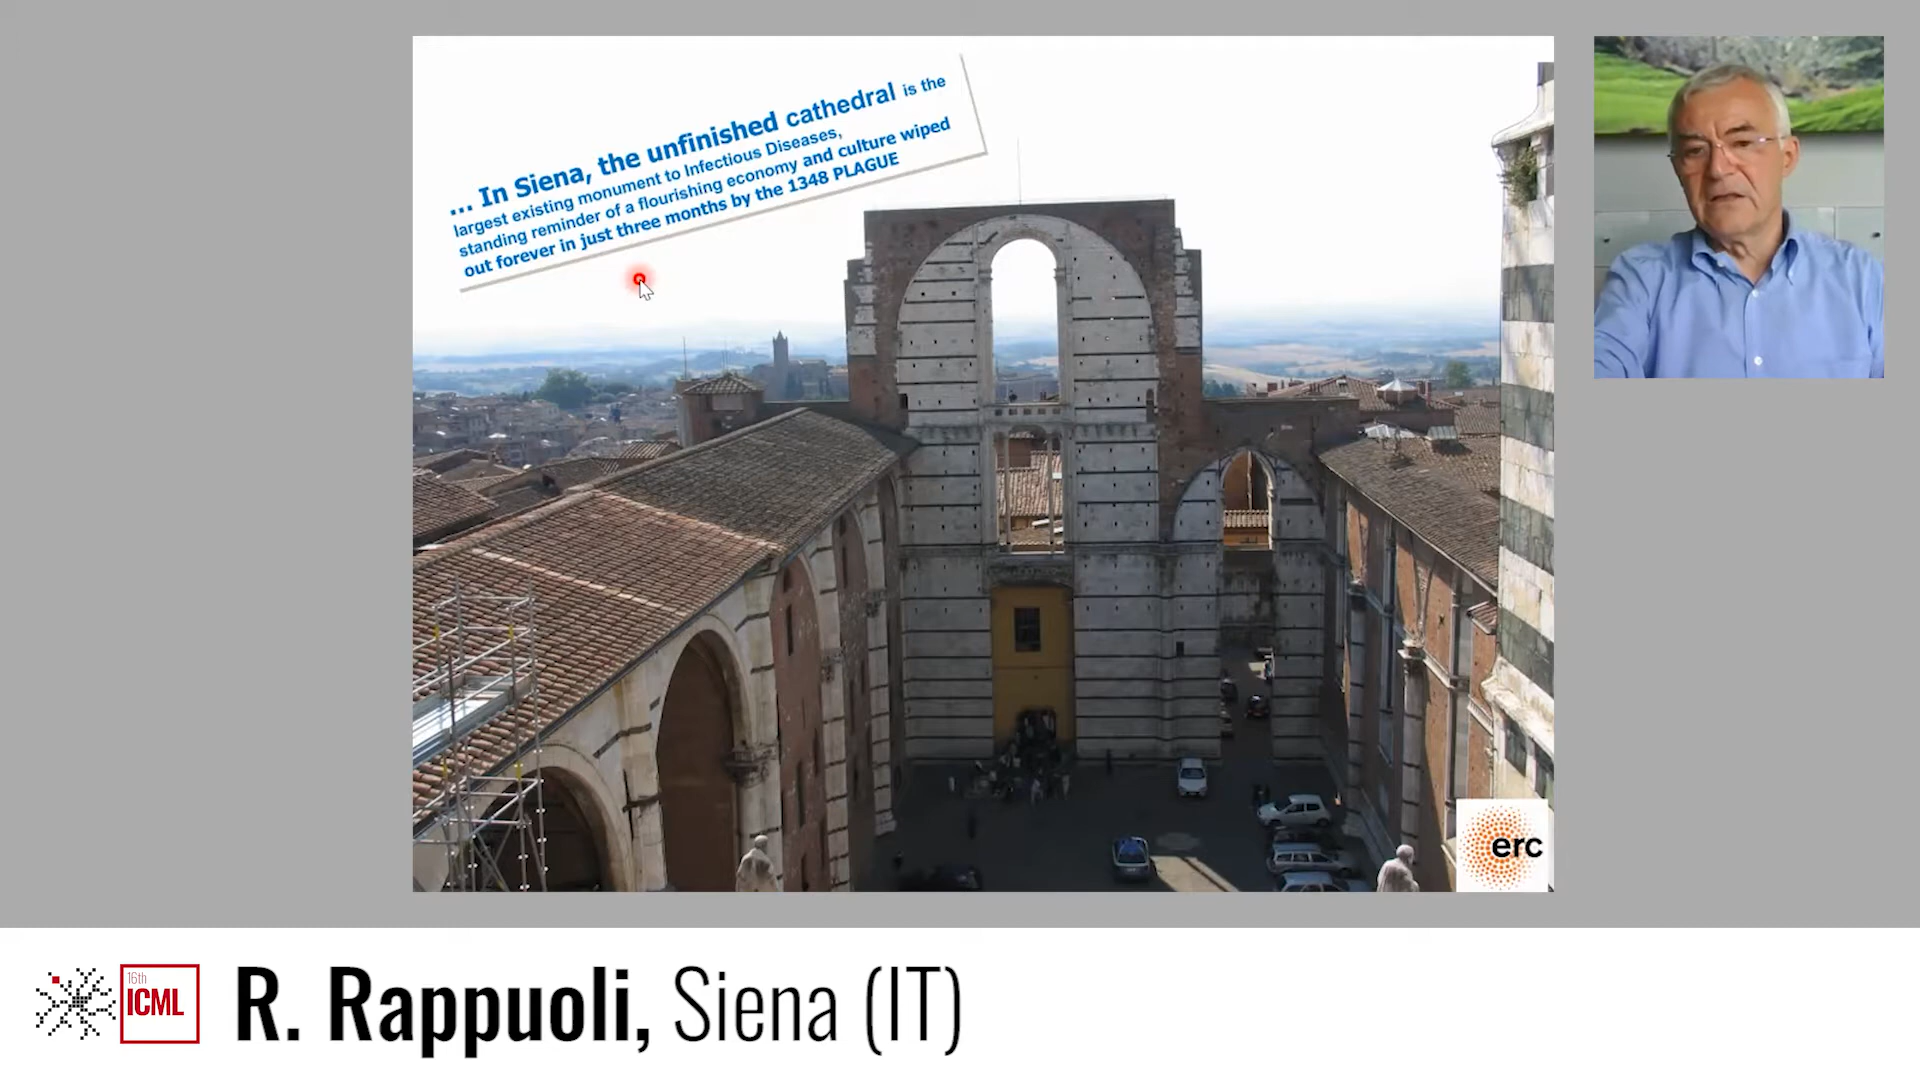 ... In Siena, the unfinished cathedral is the
largest existing monument to Infectious Diseases,
standing reminder of a flourishing economy and culture wiped
out forever in just three months by the 1348 PLAGUE
erc
16th
ICML
R. Rappuoli, Siena (IT)